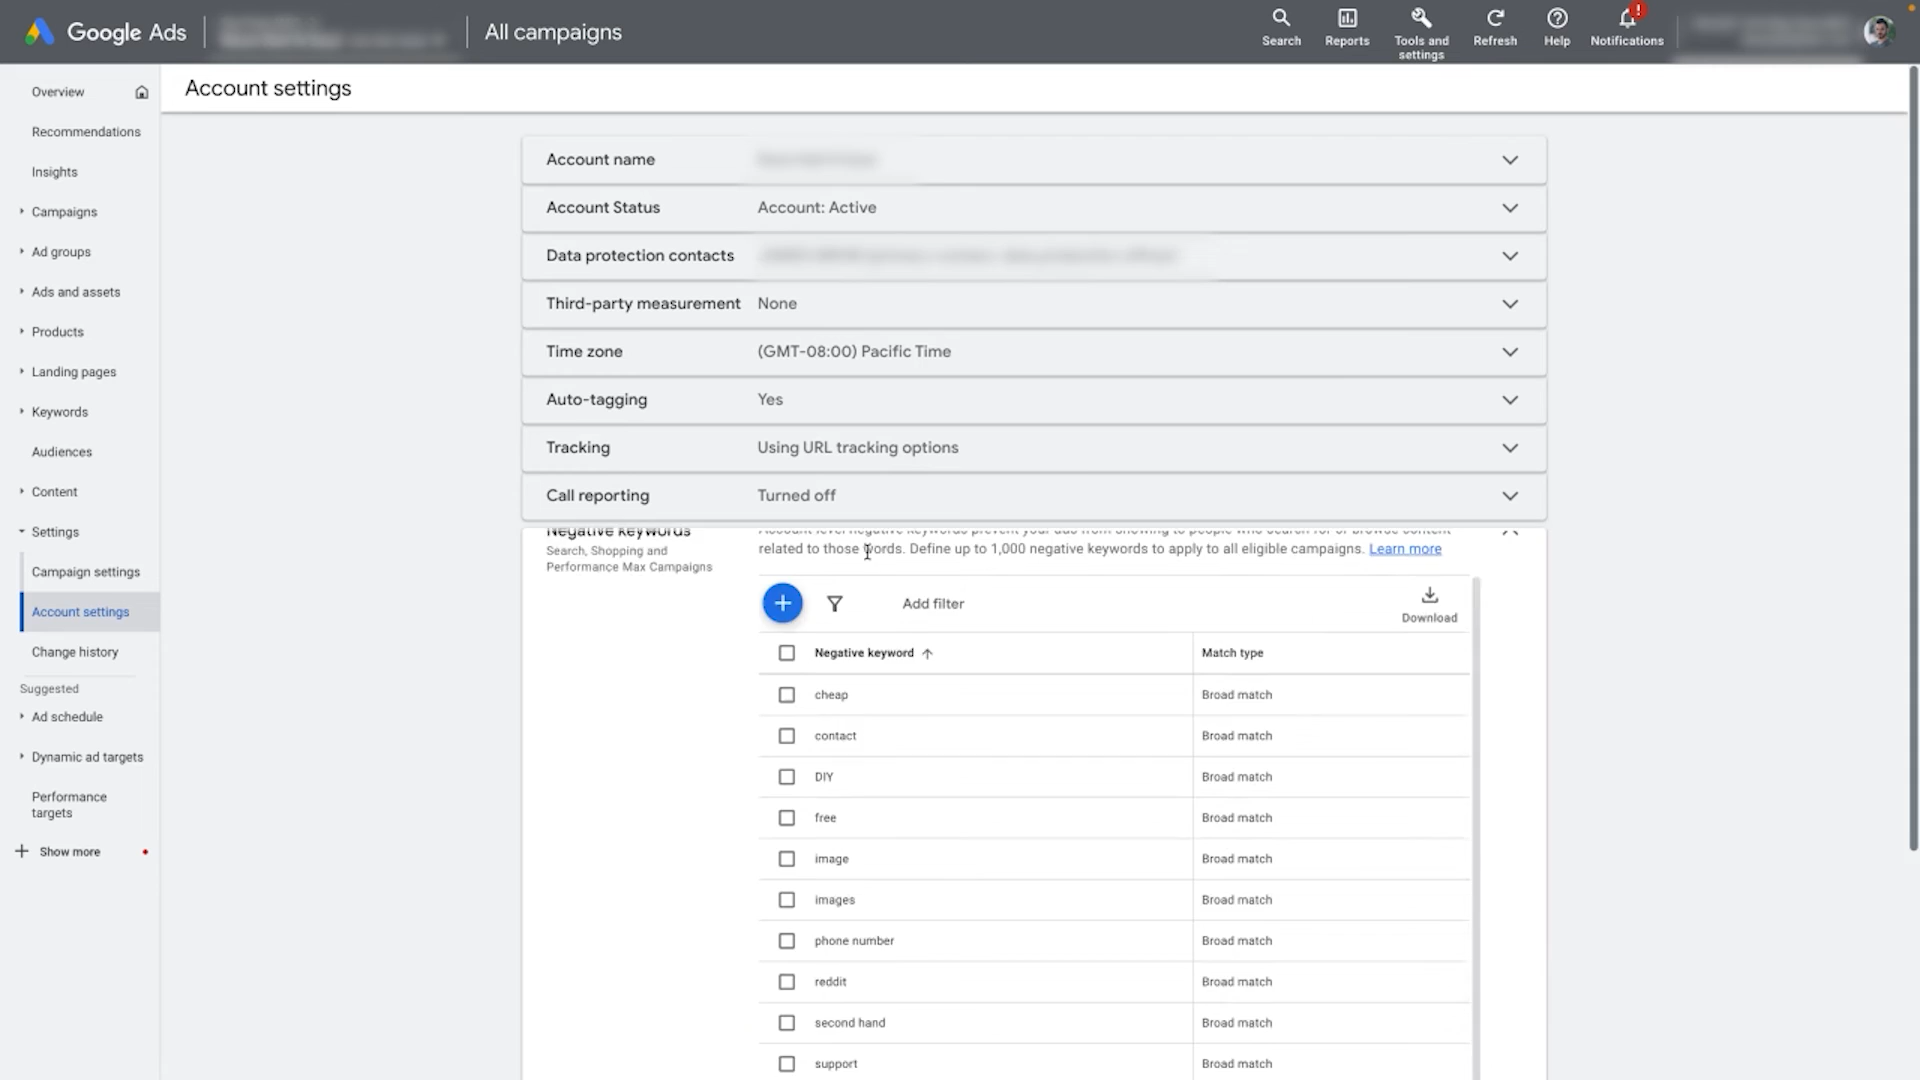 Google Ads
All campaigns
Search
Reports
Tools and
settings
Refresh
Help
!
Notifications
Overview
Recommendations
Insights
Campaigns
Ad groups
Ads and assets
Products
Landing pages
Keywords
Audiences
Content
Settings
Campaign settings
Account settings
Change history
Suggested
Ad schedule
Dynamic ad targets
Performance
targets
Show more
Account settings
Account name
Account Status Account: Active
Data protection contacts
Third-party measurement None
Time zone (GMT-08:00) Pacific Time
Auto-tagging Yes
Tracking Using URL tracking options
Call reporting Turned off
Negative keywords
Search, Shopping and
Performance Max Campaigns
Account-level negative keywords prevent your ads from showing to people who search for or browse content
related to those words. Define up to 1,000 negative keywords to apply to all eligible campaigns. Learn more
Add filter
Download
Negative keyword Match type
cheap Broad match
contact Broad match
DIY Broad match
free Broad match
image Broad match
images Broad match
phone number Broad match
reddit Broad match
second hand Broad match
support Broad match